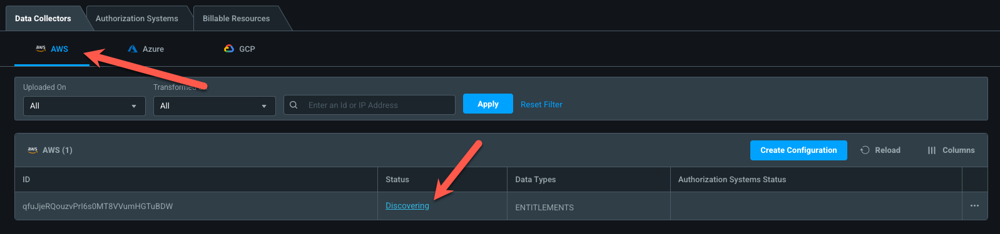 Data Collectors Authorization Systems Billable Resources
aws AWS Azure GCP
Uploaded On Transformed
All All Enter an Id or IP Address Apply Reset Filter
aws AWS (1) Create Configuration Reload Columns
ID Status Data Types Authorization Systems Status
qfuJjeRQouzvPrI6s0MT8VVumHGTuBDW Discovering ENTITLEMENTS